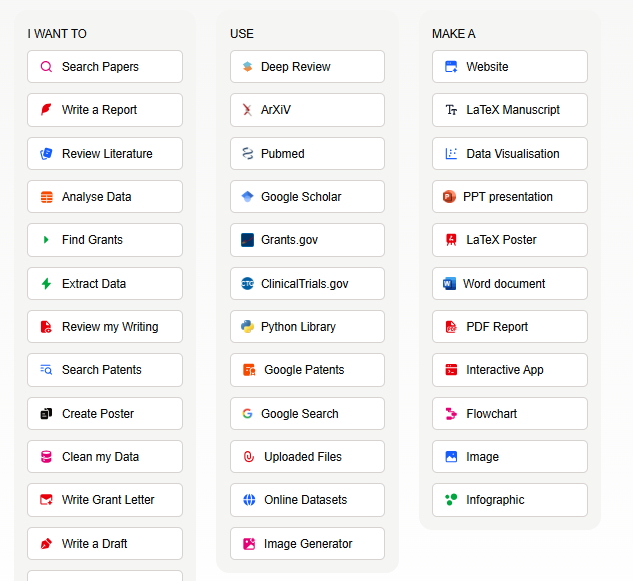 I WANT TO
Search Papers
Write a Report
Review Literature
Analyse Data
Find Grants
Extract Data
Review my Writing
Search Patents
Create Poster
Clean my Data
Write Grant Letter
Write a Draft
USE
Deep Review
ArXiV
Pubmed
Google Scholar
Grants.gov
CTG ClinicalTrials.gov
Python Library
Google Patents
Google Search
Uploaded Files
Online Datasets
Image Generator
MAKE A
Website
LaTeX Manuscript
Data Visualisation
PPT presentation
LaTeX Poster
Word document
PDF Report
Interactive App
Flowchart
Image
Infographic